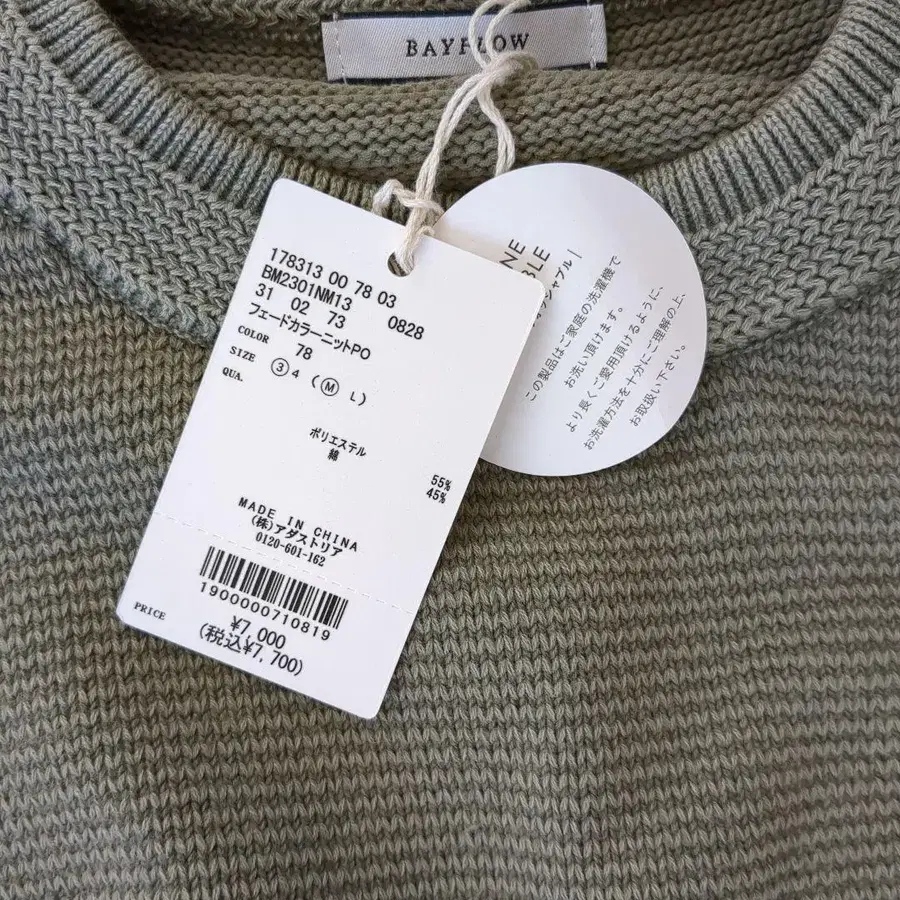 BAYFLOW
178313 00 78 03
BM2301NM13
31 02 73 0828
フェードカラーニットPO
COLOR 78
SIZE ③ 4 ( Ⓜ L )
QUA.
ポリエステル 55%
綿 45%
MADE IN CHINA
(株)アダストリア
0120-601-162
1900000710819
PRICE ¥7,000
(税込¥7,700)
この製品はご家庭の洗濯機で
お洗い頂けます。
より長くご愛用頂けるように、
お洗濯方法を十分にご理解の上、
お取扱い下さい。